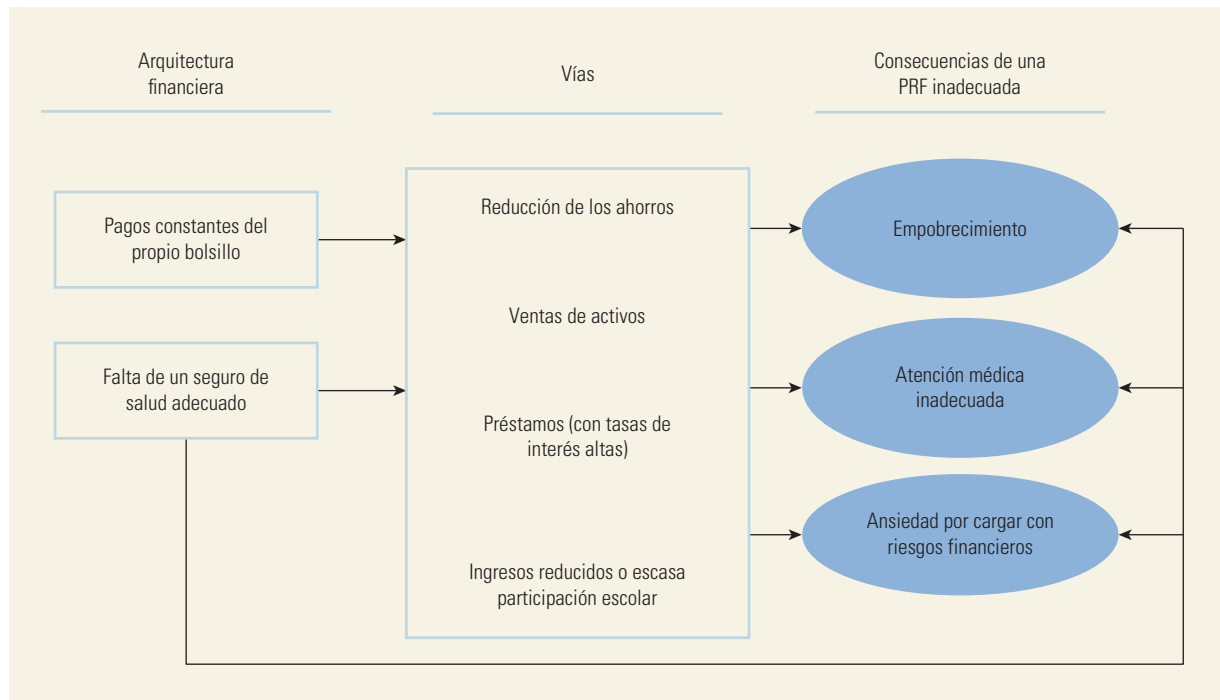 Arquitectura
financiera
Vías
Consecuencias de una
PRF inadecuada
Pagos constantes del
propio bolsillo
Falta de un seguro de
salud adecuado
Reducción de los ahorros
Ventas de activos
Préstamos (con tasas de
interés altas)
Ingresos reducidos o escasa
participación escolar
Empobrecimiento
Atención médica
inadecuada
Ansiedad por cargar con
riesgos financieros